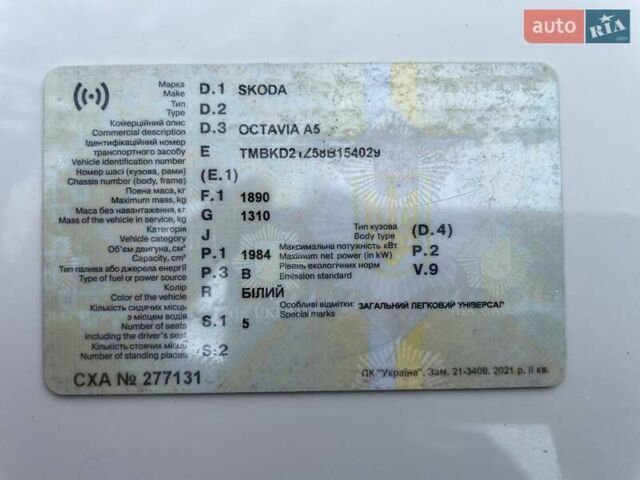 auto RIA .com
Марка D.1 SKODA
Make
Тип D.2
Type
Комерційний опис D.3 OCTAVIA A5
Commercial description
Ідентифікаційний номер
транспортного засобу E TMBKD21Z58B154029
Vehicle identification number
Номер шасі (кузова, рами) (E.1)
Chassis number (body, frame)
Повна маса, кг F.1 1890
Maximum mass, kg
Маса без навантаження, кг G 1310
Mass of the vehicle in service, kg
Категорія J
Vehicle category
Тип кузова (D.4)
Body type
Об'єм двигуна, см³ P.1 1984
Capacity, cm³
Максимальна потужність кВт P.2
Maximum net power (in kW)
Тип палива або джерела енергії P.3 B
Type of fuel or power source
Рівень екологічних норм V.9
Emission standard
Колір R БІЛИЙ
Color of the vehicle
Особливі відмітки: ЗАГАЛЬНИЙ ЛЕГКОВИЙ УНІВЕРСАЛ
Special marks
Кількість сидячих місць
з місцем водія S.1 5
Number of seats
including the driver's seat
Кількість стоячих місць S.2
Number of standing places
СХА № 277131
ПК "Україна". Зам. 21-3408. 2021 р. II кв.